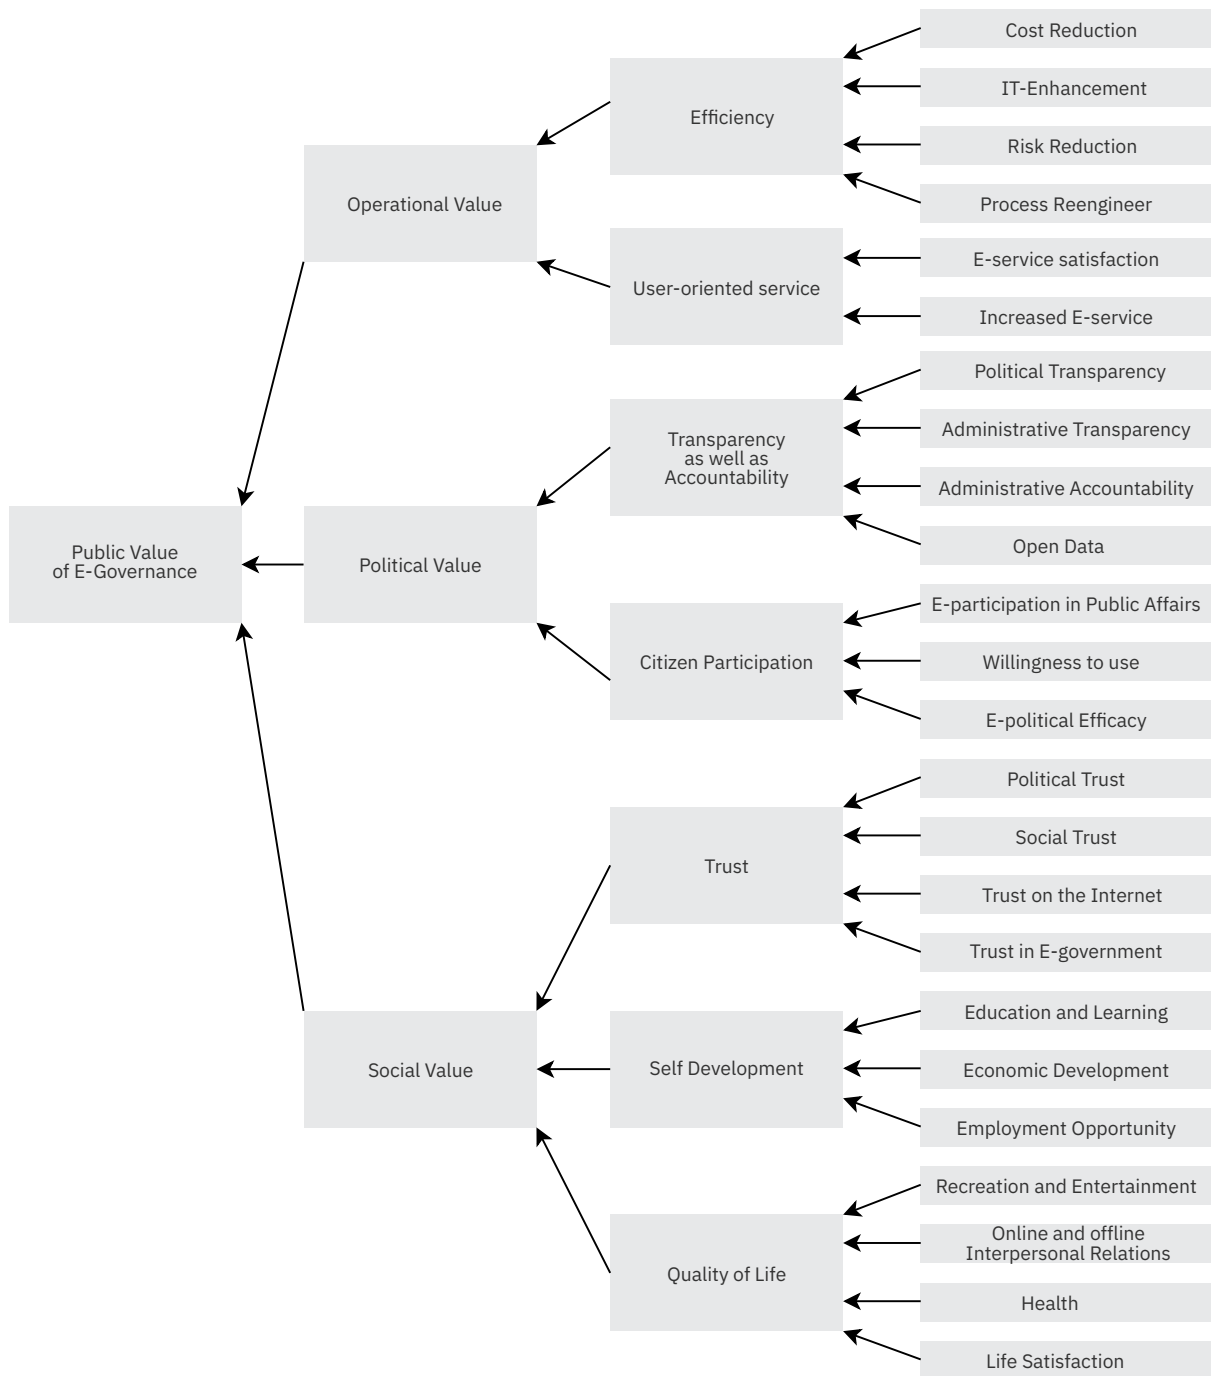 Cost Reduction
IT-Enhancement
Efficiency
Risk Reduction
Process Reengineer
Operational Value
E-service satisfaction
User-oriented service
Increased E-service
Political Transparency
Administrative Transparency
Transparency
as well as
Accountability
Administrative Accountability
Open Data
Public Value
of E-Governance
Political Value
E-participation in Public Affairs
Citizen Participation
Willingness to use
E-political Efficacy
Political Trust
Social Trust
Trust
Trust on the Internet
Trust in E-government
Education and Learning
Social Value
Self Development
Economic Development
Employment Opportunity
Recreation and Entertainment
Online and offline
Interpersonal Relations
Quality of Life
Health
Life Satisfaction